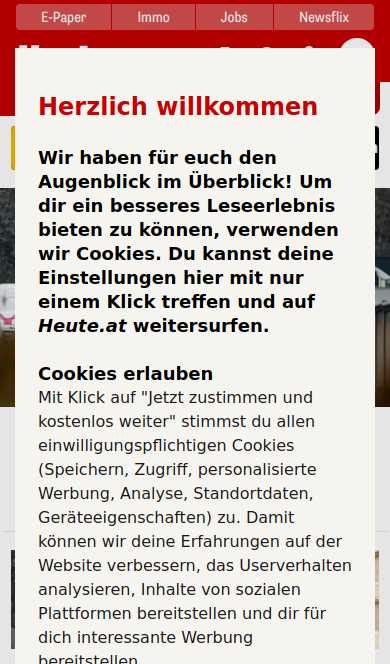 E-Paper Immo Jobs Newsflix
Herzlich willkommen
Wir haben für euch den
Augenblick im Überblick! Um
dir ein besseres Leseerlebnis
bieten zu können, verwenden
wir Cookies. Du kannst deine
Einstellungen hier mit nur
einem Klick treffen und auf
Heute.at weitersurfen.
Cookies erlauben
Mit Klick auf "Jetzt zustimmen und
kostenlos weiter" stimmst du allen
einwilligungspflichtigen Cookies
(Speichern, Zugriff, personalisierte
Werbung, Analyse, Standortdaten,
Geräteeigenschaften) zu. Damit
können wir deine Erfahrungen auf der
Website verbessern, das Userverhalten
analysieren, Inhalte von sozialen
Plattformen bereitstellen und dir für
dich interessante Werbung
bereitstellen